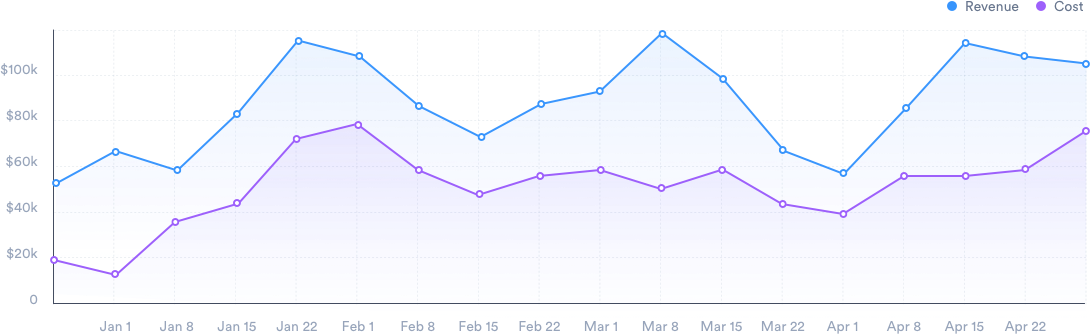 Revenue Cost
$100k
$80k
$60k
$40k
$20k
0
Jan 1 Jan 8 Jan 15 Jan 22 Feb 1 Feb 8 Feb 15 Feb 22 Mar 1 Mar 8 Mar 15 Mar 22 Apr 1 Apr 8 Apr 15 Apr 22